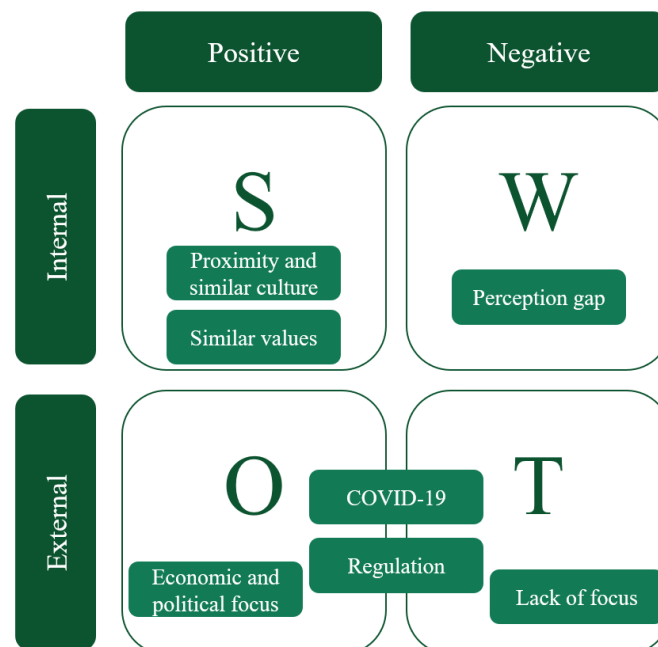 Positive
Negative
Internal
S
Proximity and
similar culture
Similar values
W
Perception gap
External
O
Economic and
political focus
COVID-19
Regulation
T
Lack of focus